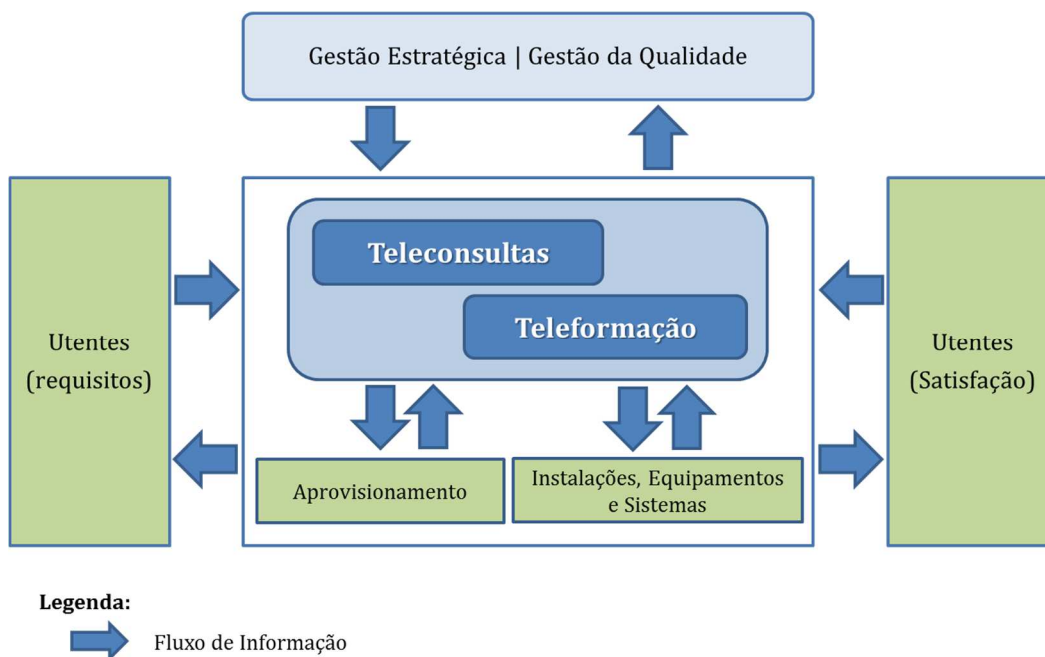 Gestão Estratégica | Gestão da Qualidade
Teleconsultas
Teleformação
Utentes
(requisitos)
Utentes
(Satisfação)
Aprovisionamento
Instalações, Equipamentos
e Sistemas
Legenda:
Fluxo de Informação